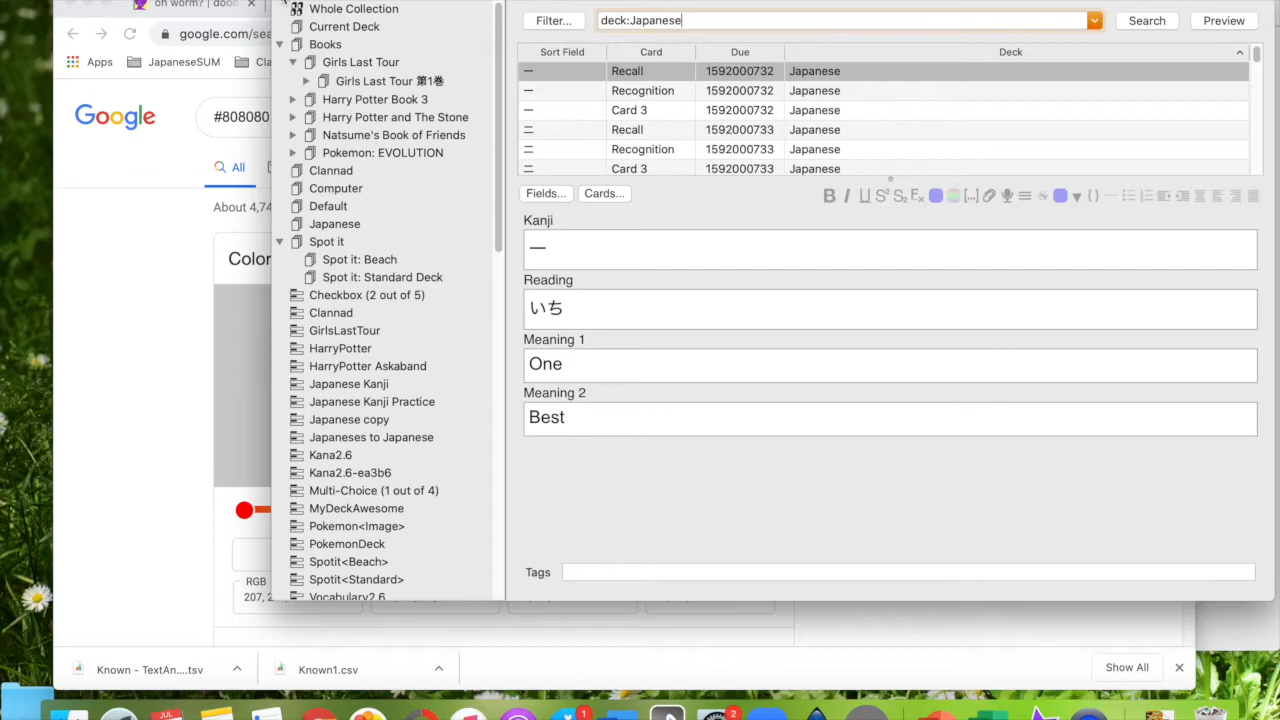 oh worm? | dood
google.com/sea
Apps
JapaneseSUM
Cla
Google
#808080
All
About 4,74
Color
RGB
207, 2
Whole Collection
Current Deck
Books
Girls Last Tour
Girls Last Tour 第1巻
Harry Potter Book 3
Harry Potter and The Stone
Natsume's Book of Friends
Pokemon: EVOLUTION
Clannad
Computer
Default
Japanese
Spot it
Spot it: Beach
Spot it: Standard Deck
Checkbox (2 out of 5)
Clannad
GirlsLastTour
HarryPotter
HarryPotter Askaband
Japanese Kanji
Japanese Kanji Practice
Japanese copy
Japaneses to Japanese
Kana2.6
Kana2.6-ea3b6
Multi-Choice (1 out of 4)
MyDeckAwesome
Pokemon<Image>
PokemonDeck
Spotit<Beach>
Spotit<Standard>
Vocabulary2.6
Filter... deck:Japanese Search Preview
Sort Field Card Due Deck
一 Recall 1592000732 Japanese
一 Recognition 1592000732 Japanese
一 Card 3 1592000732 Japanese
二 Recall 1592000733 Japanese
二 Recognition 1592000733 Japanese
二 Card 3 1592000733 Japanese
Fields... Cards...
Kanji
一
Reading
いち
Meaning 1
One
Meaning 2
Best
Tags
Known - TextAn....tsv
Known1.csv
Show All
JUL
1
2